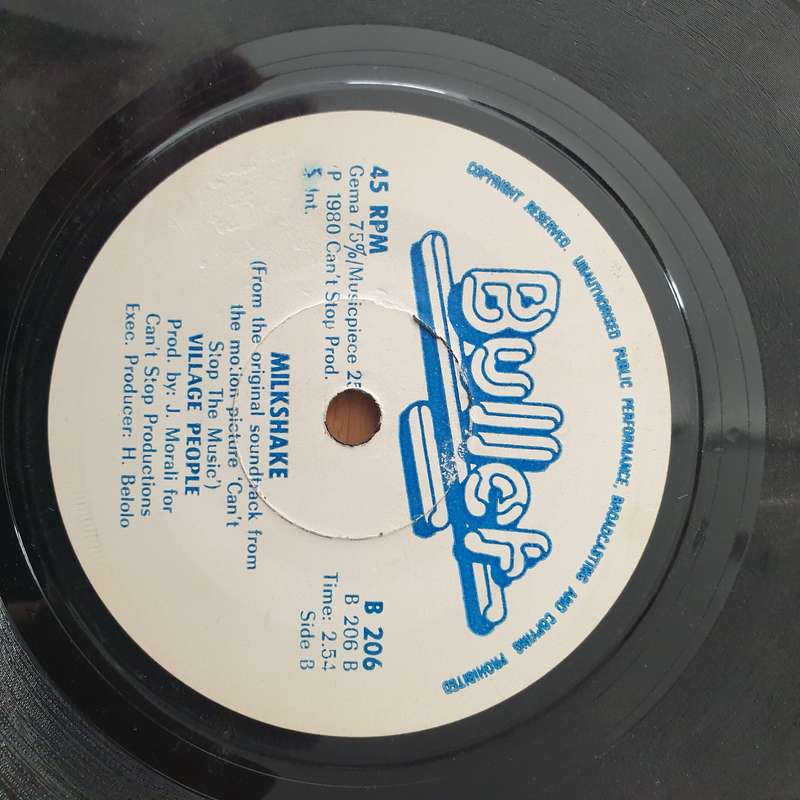 COPYRIGHT RESERVED. UNAUTHORISED PUBLIC PERFORMANCE, BROADCASTING AND COPYING PROHIBITED
Bullet
45 RPM
Gema 75%/Musicpiece 25
P 1980 Can't Stop Prod.
Int.
B 206
B 206 B
Time: 2.54
Side B
MILKSHAKE
(From the original soundtrack from
the motion picture 'Can't
Stop The Music')
VILLAGE PEOPLE
Prod. by: J. Morali for
Can't Stop Productions
Exec. Producer: H. Belolo